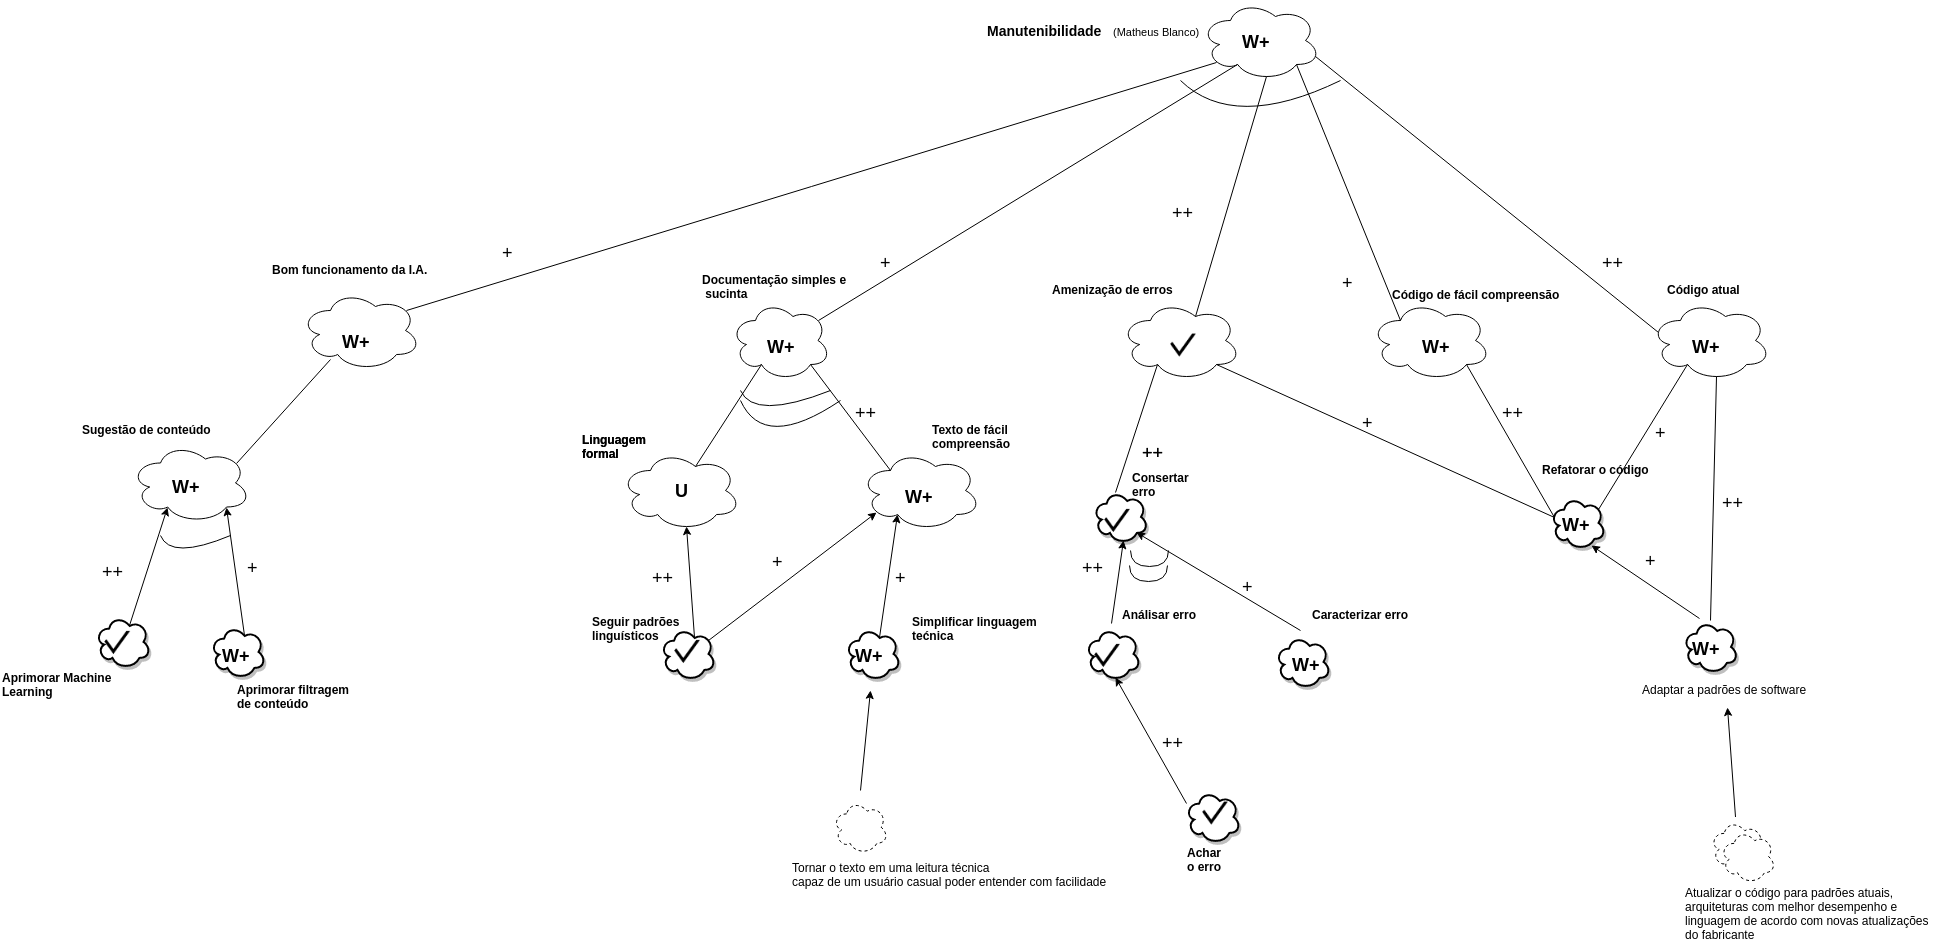 Manutenibilidade (Matheus Blanco)
W+
++
+
+
++
+
Bom funcionamento da I.A.
W+
Documentação simples e
sucinta
W+
Amenização de erros
Código de fácil compreensão
W+
Código atual
W+
Sugestão de conteúdo
W+
++
+
Aprimorar Machine
Learning
W+
Aprimorar filtragem
de conteúdo
++
Linguagem
formal
U
Texto de fácil
compreensão
W+
++
+
+
Seguir padrões
linguísticos
Simplificar linguagem
tećnica
W+
Tornar o texto em uma leitura técnica
capaz de um usuário casual poder entender com facilidade
+
++
Consertar
erro
++
+
Análisar erro
Caracterizar erro
W+
++
Achar
o erro
++
+
Refatorar o código
W+
++
+
W+
Adaptar a padrões de software
Atualizar o código para padrões atuais,
arquiteturas com melhor desempenho e
linguagem de acordo com novas atualizações
do fabricante